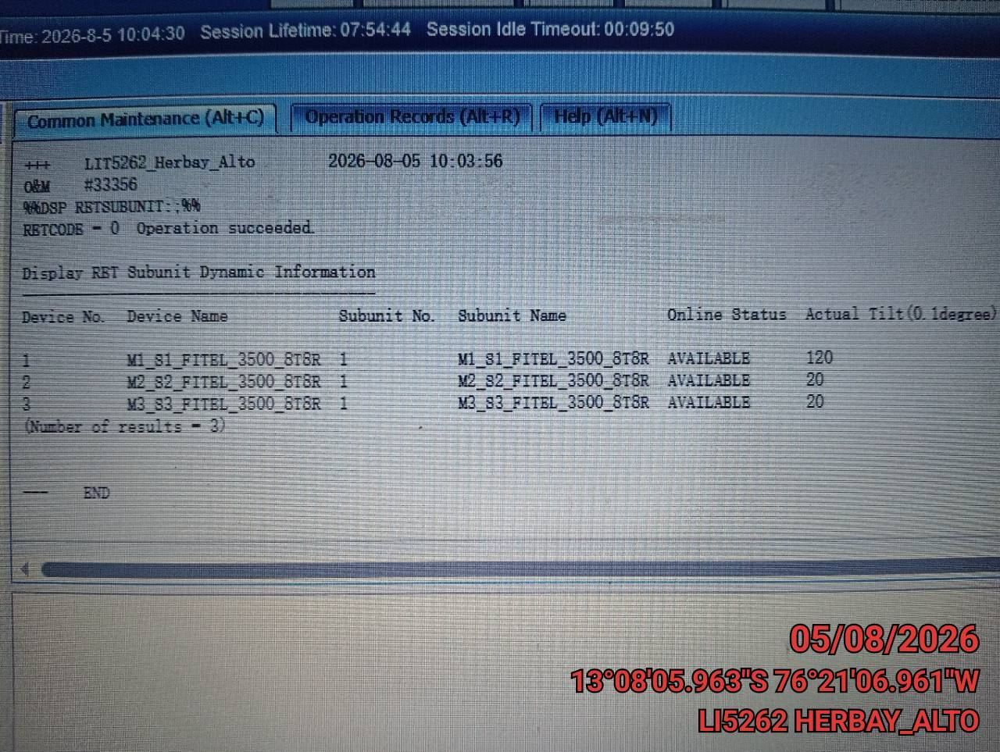 Time: 2026-8-5 10:04:30 Session Lifetime: 07:54:44 Session Idle Timeout: 00:09:50
Common Maintenance (Alt+C) Operation Records (Alt+R) Help (Alt+N)
+++ LIT5262_Herbay_Alto 2026-08-05 10:03:56
O&M #33356
%%DSP RETSUBUNIT:;%%
RETCODE = 0 Operation succeeded.
Display RET Subunit Dynamic Information
Device No. Device Name Subunit No. Subunit Name Online Status Actual Tilt(0.1degree)
1 M1_S1_FITEL_3500_8T8R 1 M1_S1_FITEL_3500_8T8R AVAILABLE 120
2 M2_S2_FITEL_3500_8T8R 1 M2_S2_FITEL_3500_8T8R AVAILABLE 20
3 M3_S3_FITEL_3500_8T8R 1 M3_S3_FITEL_3500_8T8R AVAILABLE 20
(Number of results = 3)
--- END
05/08/2026
13°08'05.963"S 76°21'06.961"W
LI5262 HERBAY_ALTO